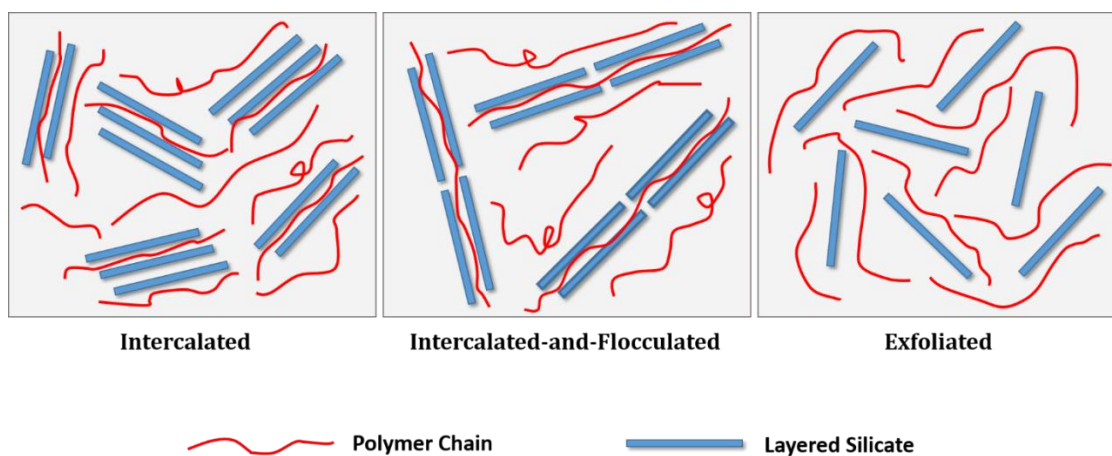 Intercalated
Intercalated-and-Flocculated
Exfoliated
Polymer Chain
Layered Silicate